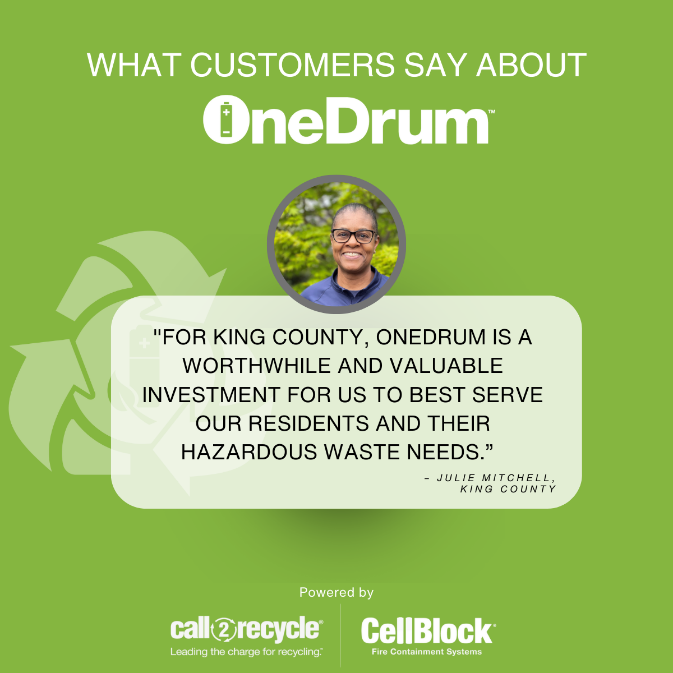 WHAT CUSTOMERS SAY ABOUT
OneDrum™
"FOR KING COUNTY, ONEDRUM IS A
WORTHWHILE AND VALUABLE
INVESTMENT FOR US TO BEST SERVE
OUR RESIDENTS AND THEIR
HAZARDOUS WASTE NEEDS.”
– JULIE MITCHELL,
KING COUNTY
Powered by
call2recycle®
Leading the charge for recycling.™
CellBlock®
Fire Containment Systems